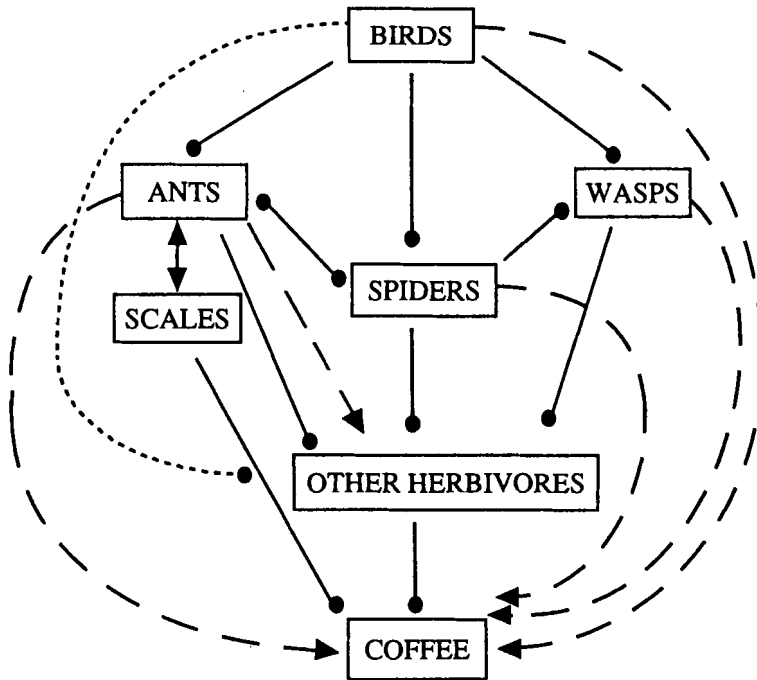 BIRDS
ANTS
WASPS
SPIDERS
SCALES
OTHER HERBIVORES
COFFEE